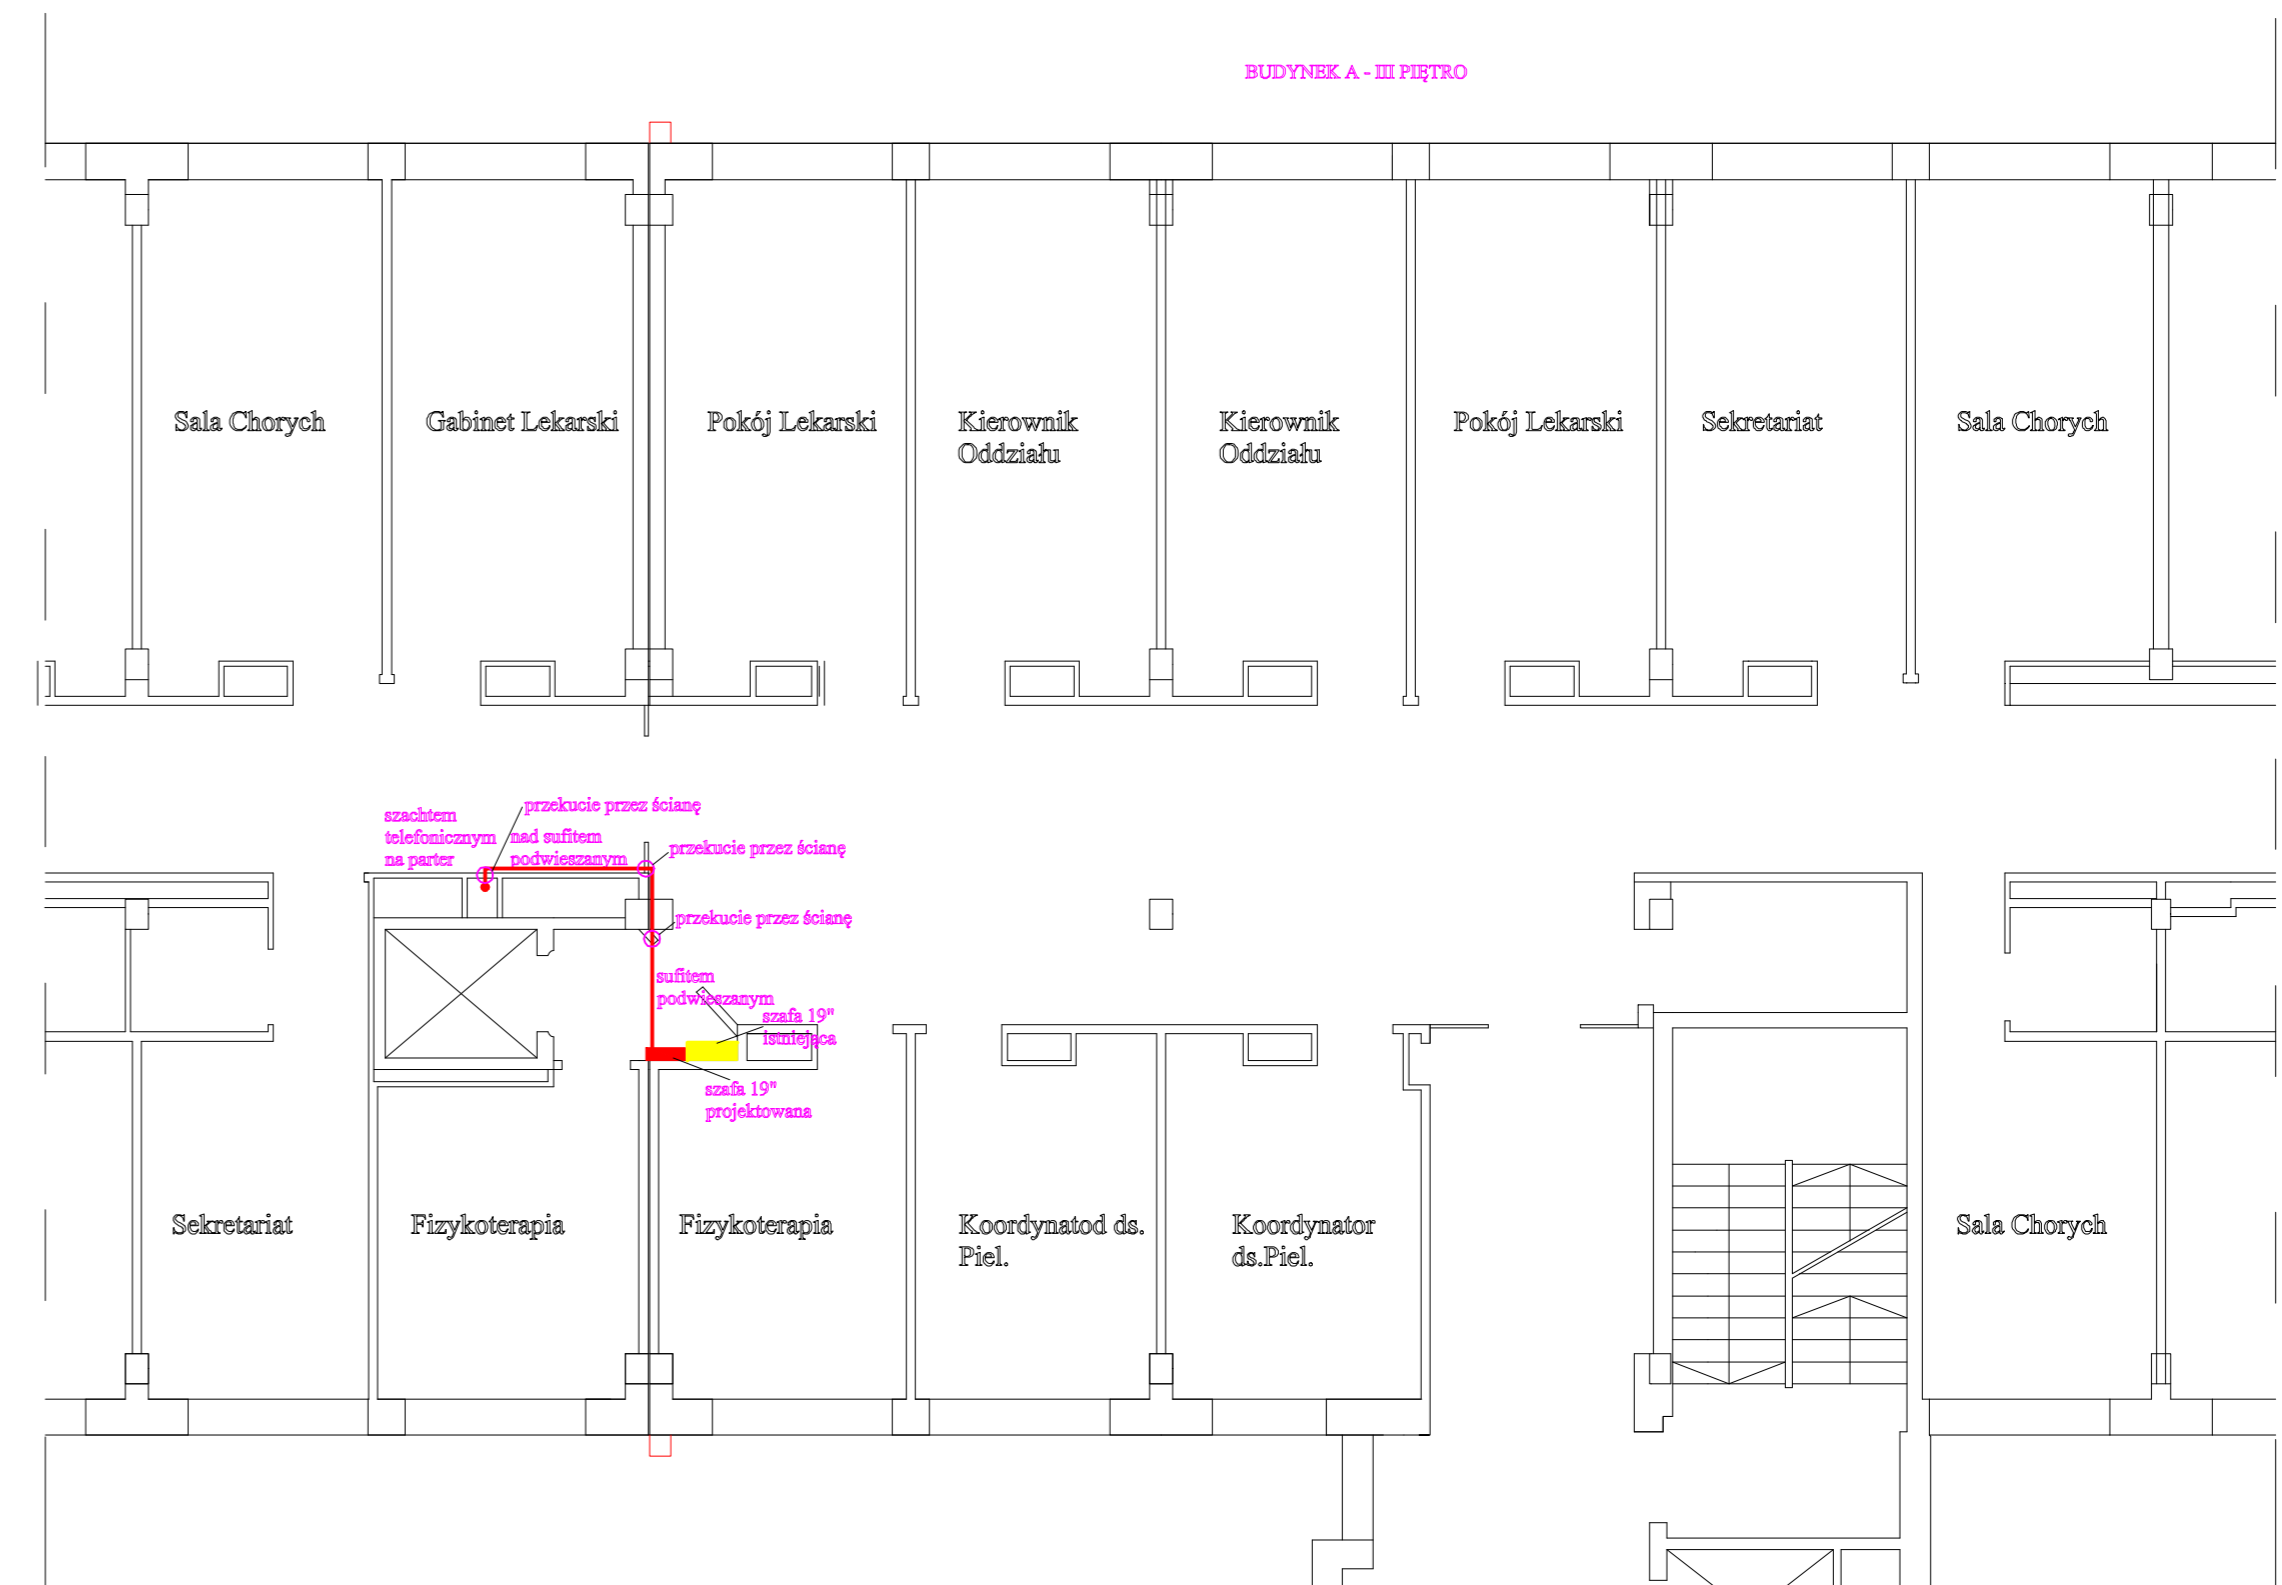 BUDYNEK A - III PIĘTRO
Sala Chorych
Gabinet Lekarski
Pokój Lekarski
Kierownik
Oddziału
Kierownik
Oddziału
Pokój Lekarski
Sekretariat
Sala Chorych
szachtem
telefonicznym
na parter
przekucie przez ścianę
nad sufitem
podwieszanym
przekucie przez ścianę
przekucie przez ścianę
sufitem
podwieszanym
szafa 19"
istniejąca
szafa 19"
projektowana
Sekretariat
Fizykoterapia
Fizykoterapia
Koordynatod ds.
Piel.
Koordynator
ds.Piel.
Sala Chorych